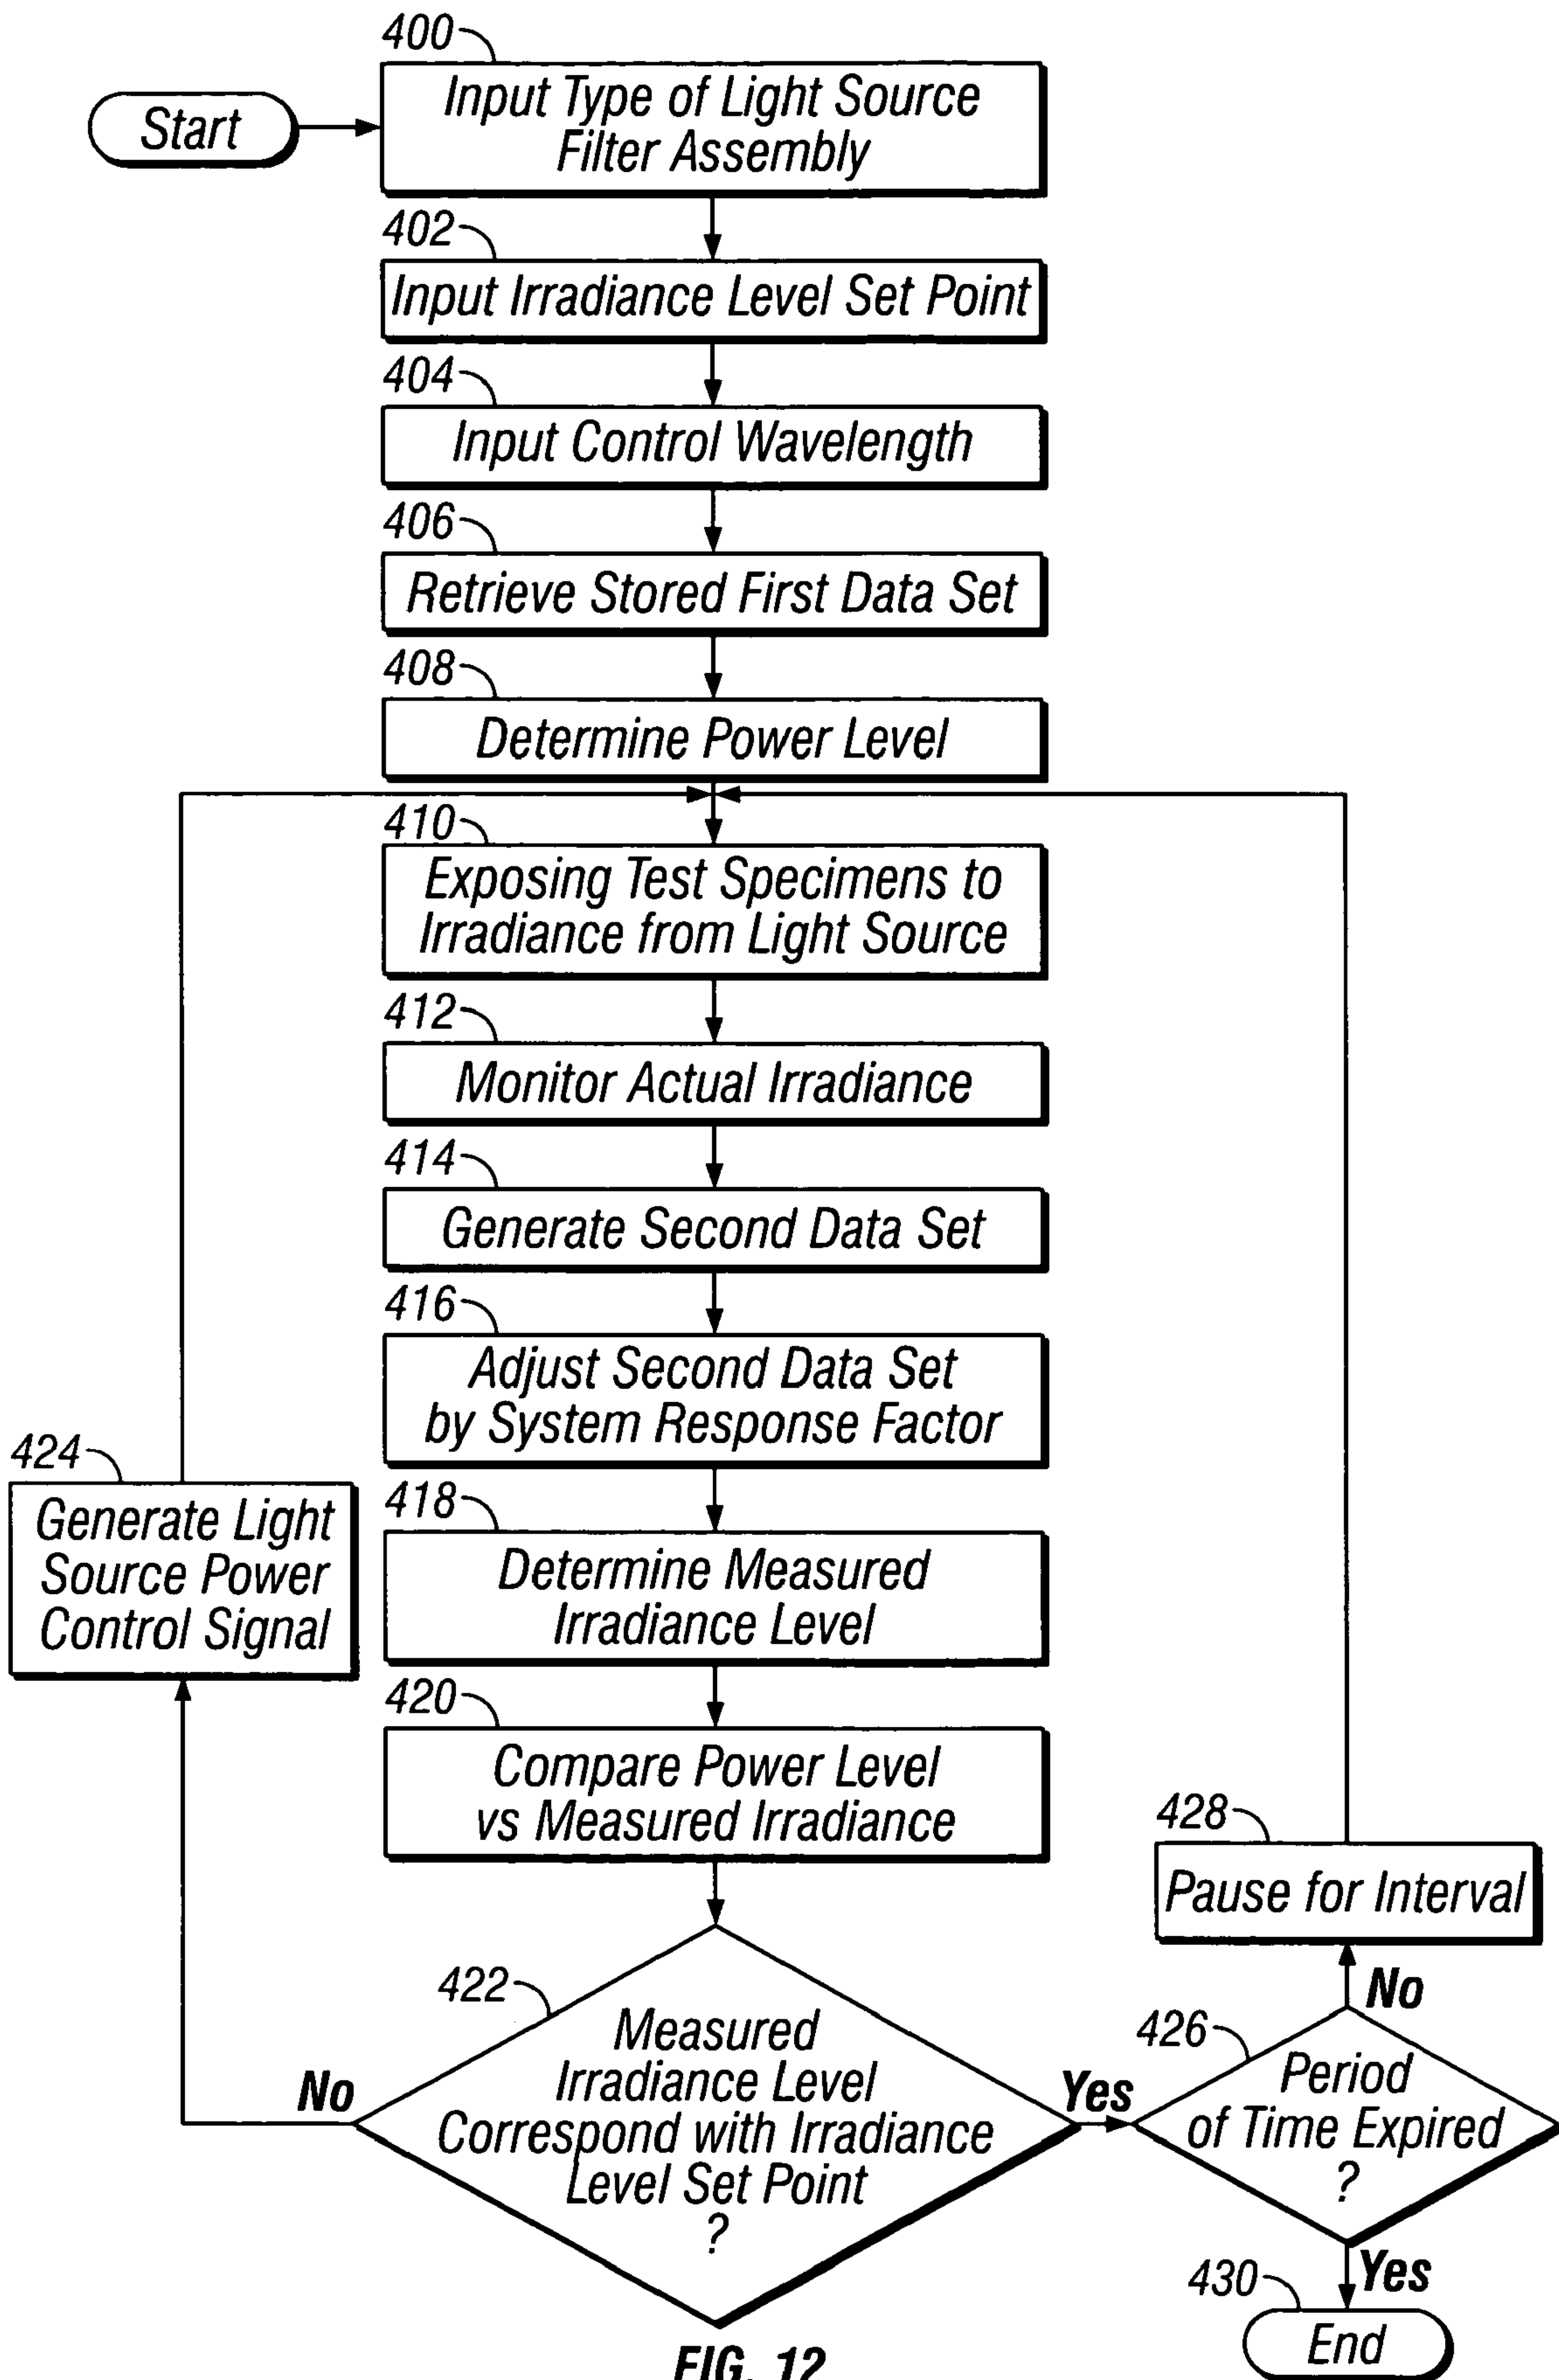 400
Start
Input Type of Light Source
Filter Assembly
402
Input Irradiance Level Set Point
404
Input Control Wavelength
406
Retrieve Stored First Data Set
408
Determine Power Level
410
Exposing Test Specimens to
Irradiance from Light Source
412
Monitor Actual Irradiance
414
Generate Second Data Set
416
Adjust Second Data Set
by System Response Factor
424
Generate Light
Source Power
Control Signal
418
Determine Measured
Irradiance Level
420
Compare Power Level
vs Measured Irradiance
428
Pause for Interval
422
Measured
Irradiance Level
Correspond with Irradiance
Level Set Point
?
No
Yes
No
426
Period
of Time Expired
?
Yes
430
End
FIG. 12